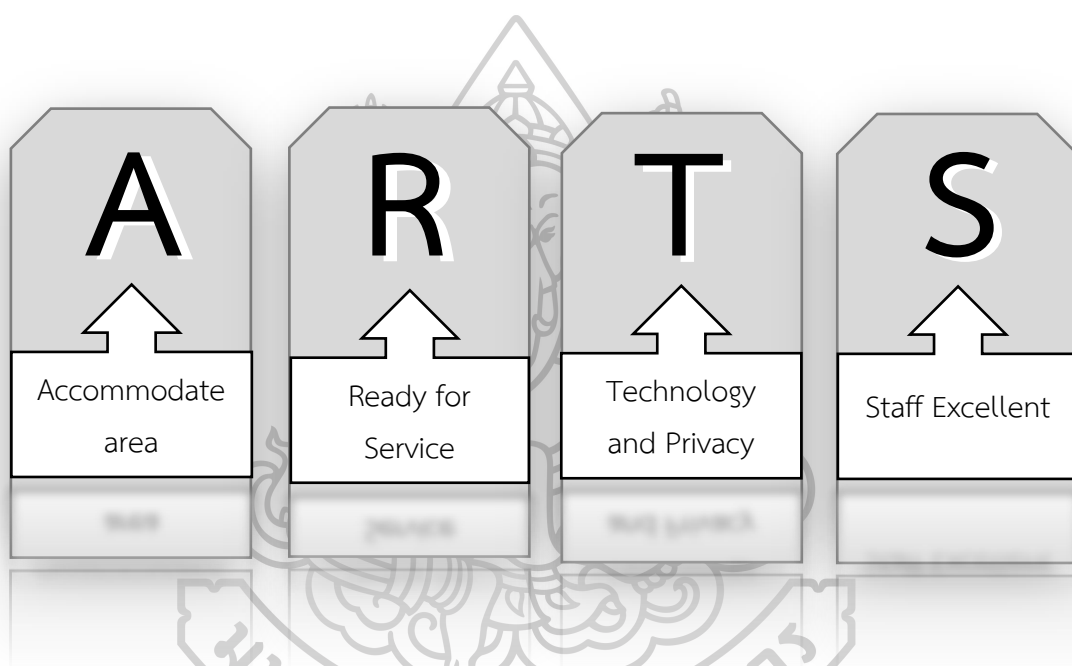 A
R
T
S
Accommodate
area
Ready for
Service
Technology
and Privacy
Staff Excellent